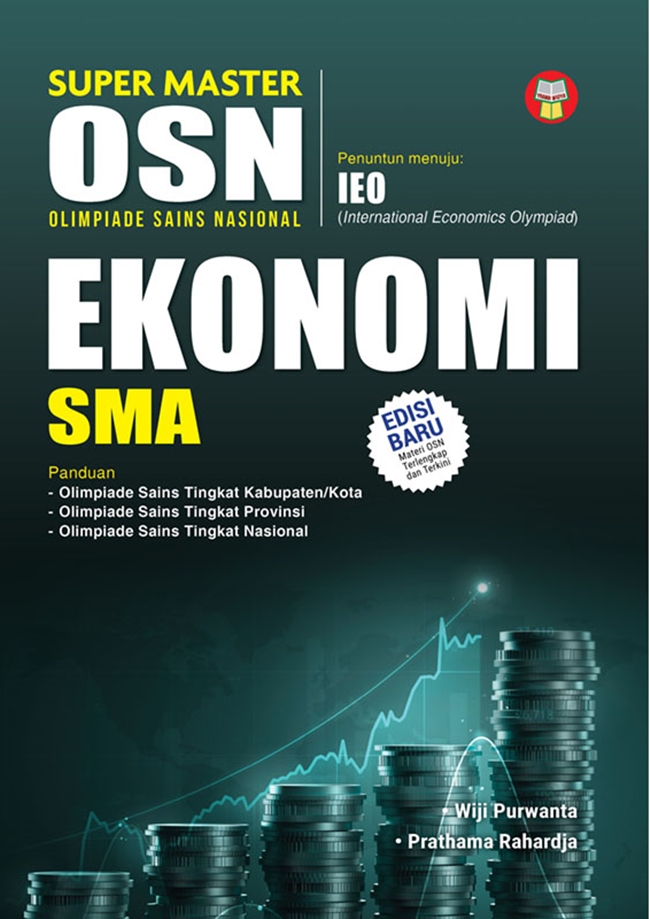 SUPER MASTER
OSN
OLIMPIADE SAINS NASIONAL
Penuntun menuju:
IEO
(International Economics Olympiad)
YRAMA WIDYA
EKONOMI
SMA
EDISI
BARU
Materi OSN
Terlengkap
dan Terkini
Panduan
- Olimpiade Sains Tingkat Kabupaten/Kota
- Olimpiade Sains Tingkat Provinsi
- Olimpiade Sains Tingkat Nasional
• Wiji Purwanta
• Prathama Rahardja